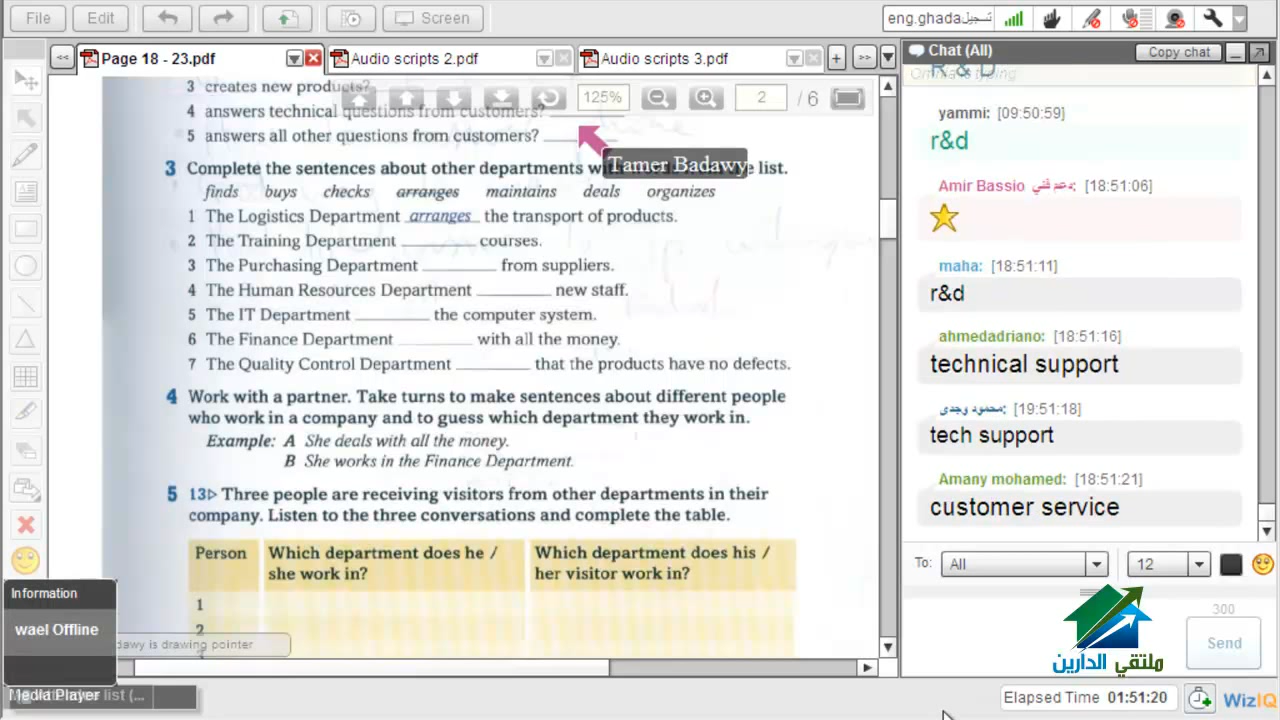 File
Edit
Screen
eng.ghada
Page 18 - 23.pdf
Audio scripts 2.pdf
Audio scripts 3.pdf
125%
2
/ 6
3 creates new products?
4 answers technical questions from customers?
5 answers all other questions from customers?
Tamer Badawy
3 Complete the sentences about other departments list.
finds buys checks arranges maintains deals organizes
1 The Logistics Department arranges the transport of products.
2 The Training Department ________ courses.
3 The Purchasing Department ________ from suppliers.
4 The Human Resources Department ________ new staff.
5 The IT Department ________ the computer system.
6 The Finance Department ________ with all the money.
7 The Quality Control Department ________ that the products have no defects.
4 Work with a partner. Take turns to make sentences about different people
who work in a company and to guess which department they work in.
Example: A She deals with all the money.
B She works in the Finance Department.
5 13▷ Three people are receiving visitors from other departments in their
company. Listen to the three conversations and complete the table.
Person
Which department does he /
she work in?
Which department does his /
her visitor work in?
1
2
Information
wael Offline
dawy is drawing pointer
Media Player
Chat (All)
Copy chat
R & D
is typing
yammi: [09:50:59]
r&d
Amir Bassio دعم فني: [18:51:06]
maha: [18:51:11]
r&d
ahmedadriano: [18:51:16]
technical support
محمود وجدى: [19:51:18]
tech support
Amany mohamed: [18:51:21]
customer service
To:
All
12
300
Send
ملتقي الدارين
Elapsed Time 01:51:20
WizIQ